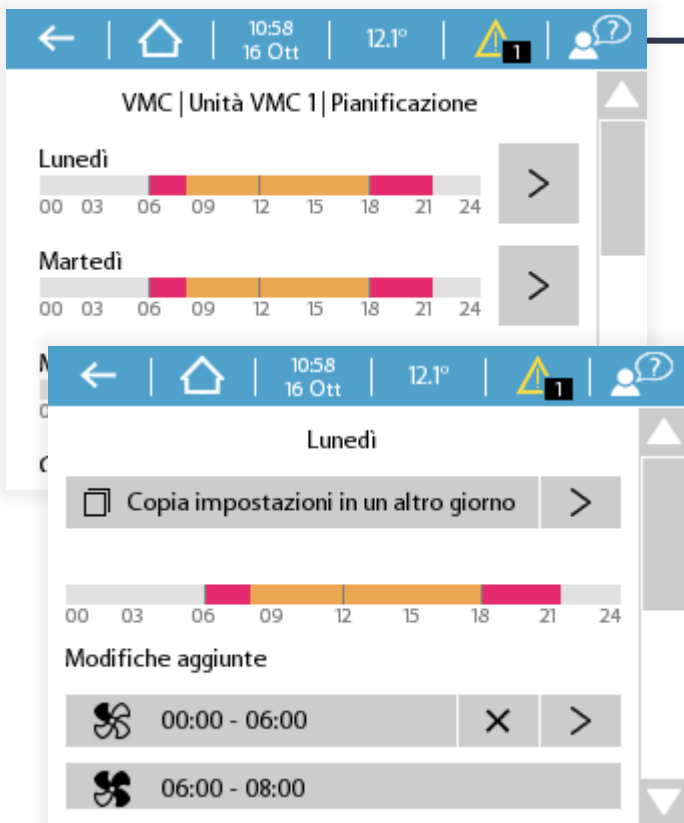 10:58
16 Ott
12.1°
1
?
VMC | Unità VMC 1 | Pianificazione
Lunedì
00 03 06 09 12 15 18 21 24
Martedì
00 03 06 09 12 15 18 21 24
10:58
16 Ott
12.1°
1
?
Lunedì
Copia impostazioni in un altro giorno
00 03 06 09 12 15 18 21 24
Modifiche aggiunte
00:00 - 06:00
06:00 - 08:00